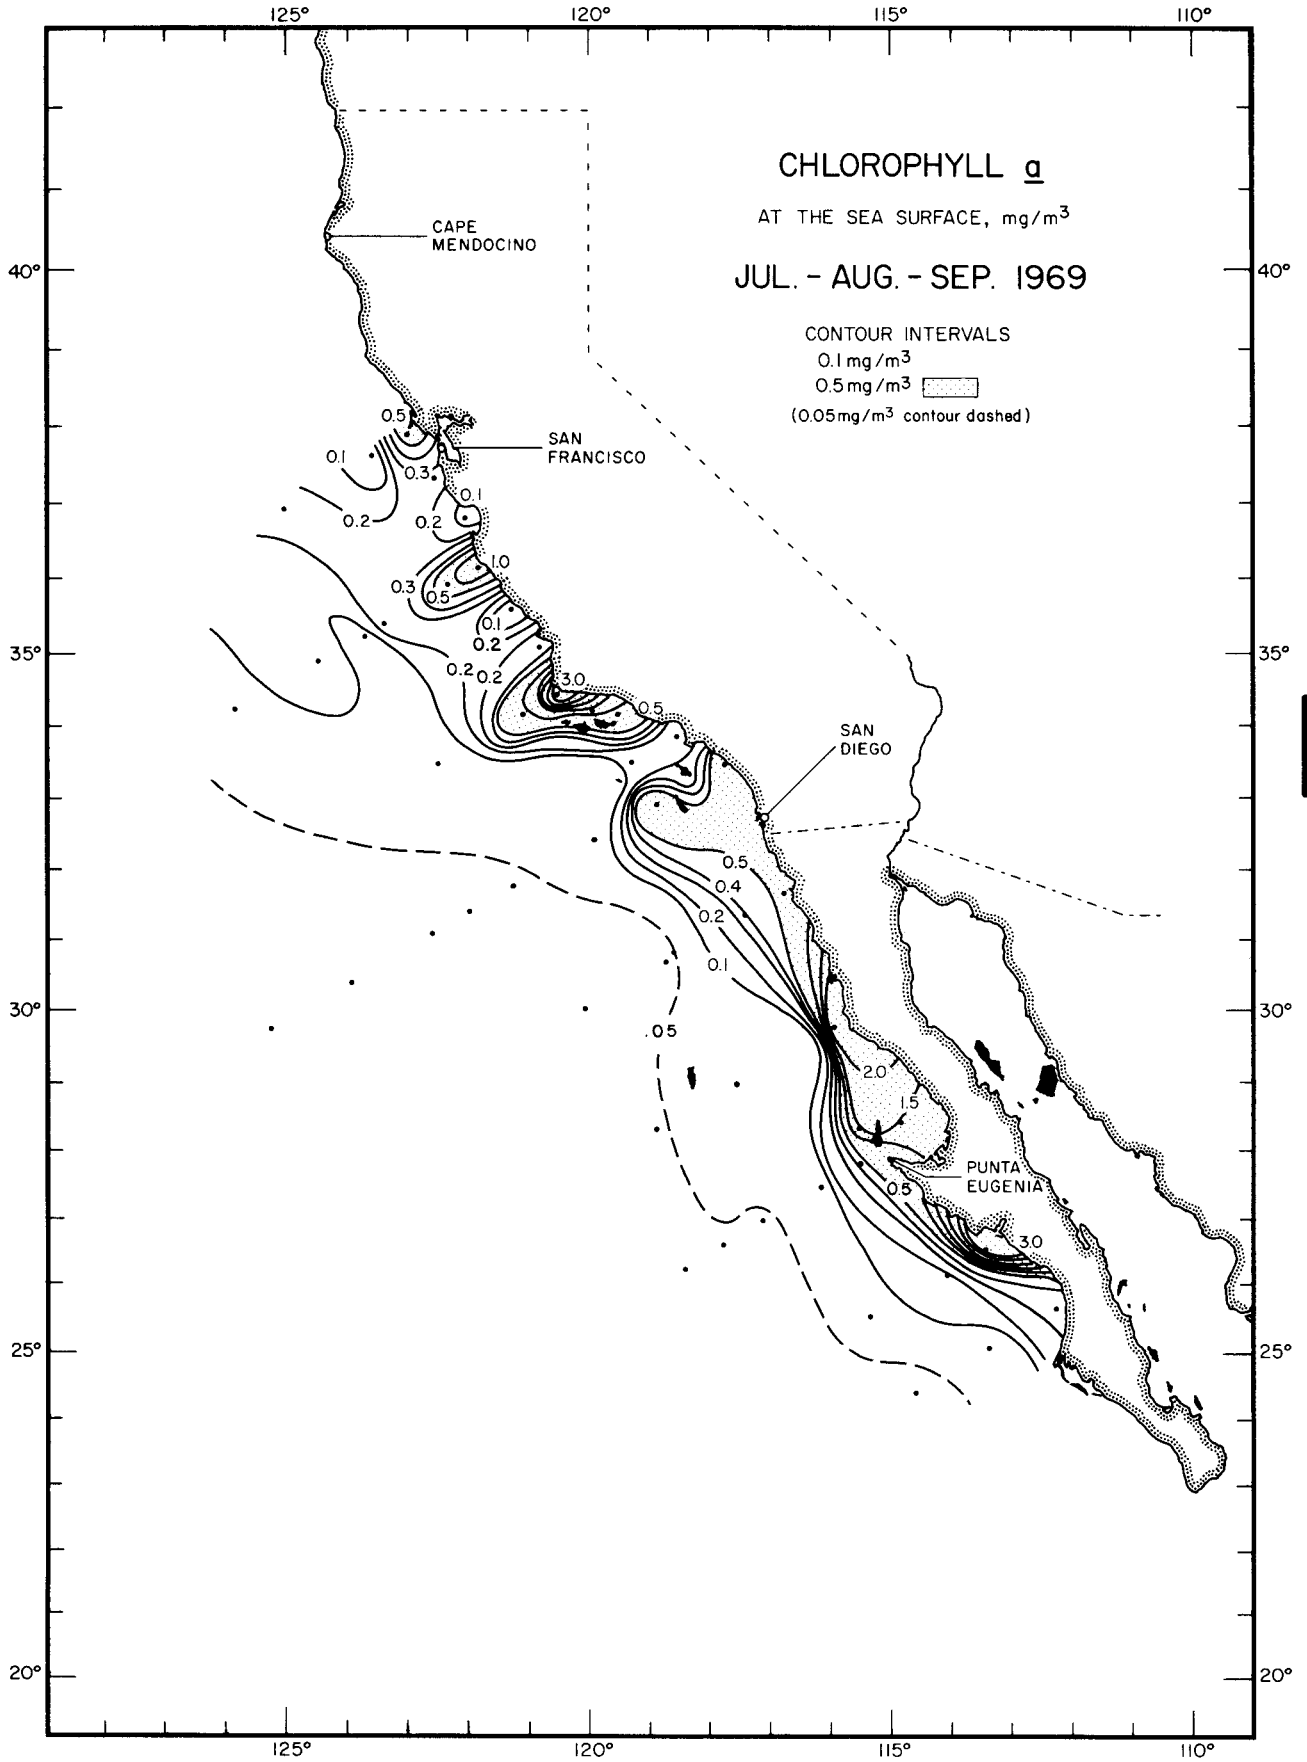 125° 120° 115° 110°
CHLOROPHYLL a
AT THE SEA SURFACE, mg/m³
JUL. - AUG. - SEP. 1969
CONTOUR INTERVALS
0.1 mg/m³
0.5 mg/m³
(0.05 mg/m³ contour dashed)
CAPE
MENDOCINO
40° 40°
0.5
SAN
FRANCISCO
0.1
0.3
0.1
0.2 0.2
1.0
0.3
0.5
0.1
0.2
35° 35°
0.2 0.2
3.0
0.5
SAN
DIEGO
0.5
0.4
0.2
0.1
30° 30°
.05
2.0
1.5
PUNTA
EUGENIA
0.5
3.0
25° 25°
20° 20°
125° 120° 115° 110°